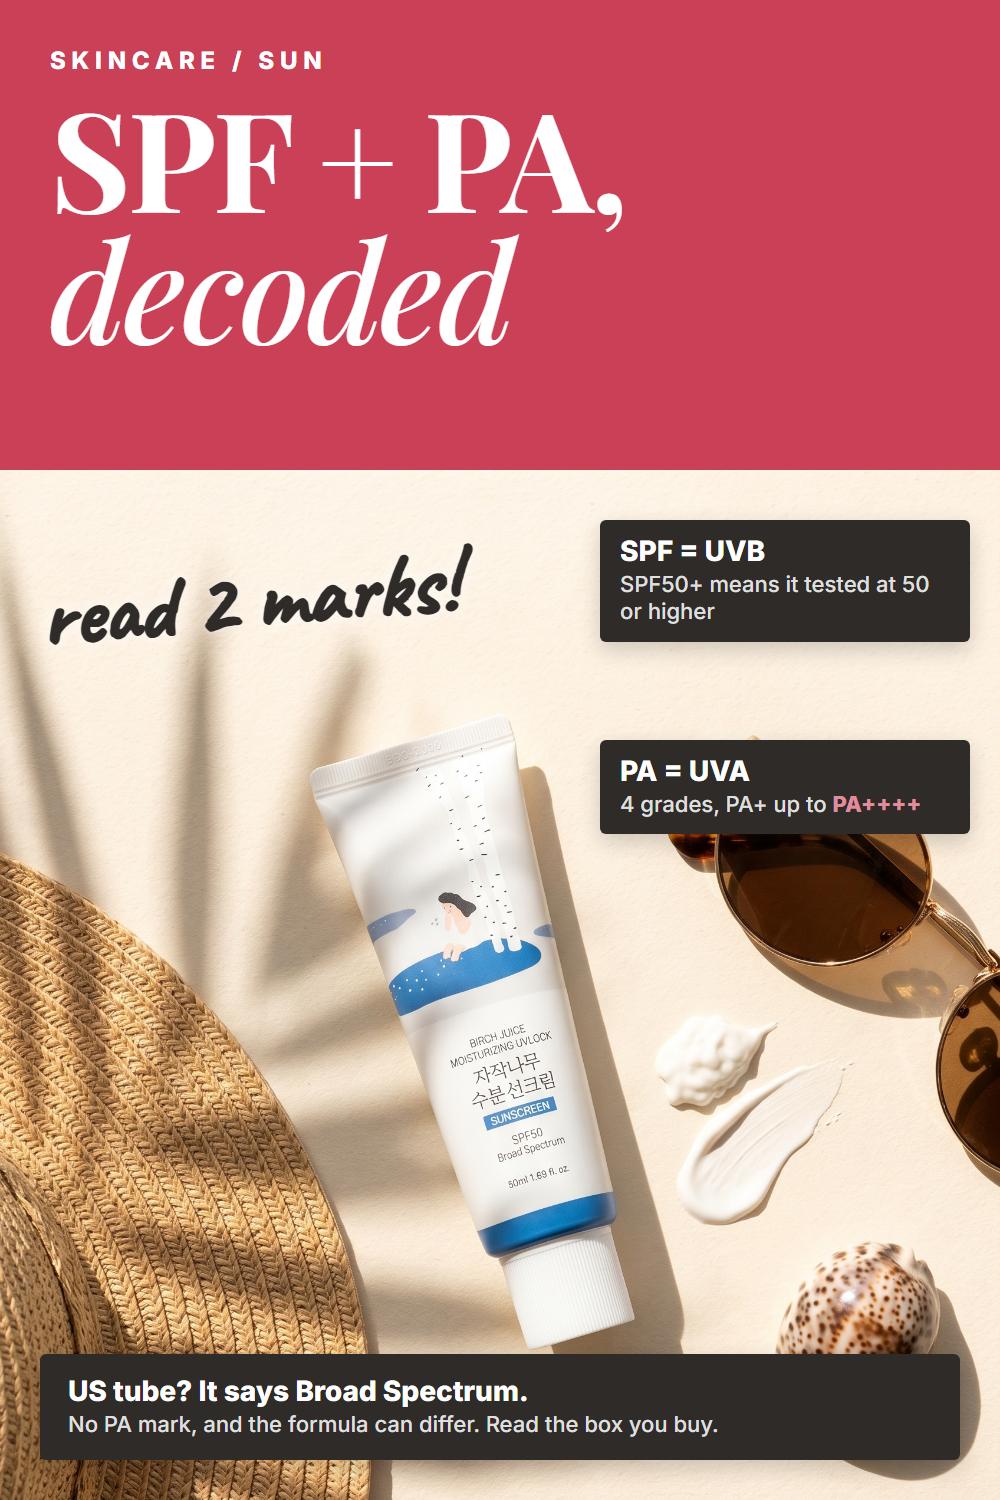 SKINCARE / SUN
SPF + PA,
decoded
read 2 marks!
SPF = UVB
SPF50+ means it tested at 50
or higher
PA = UVA
4 grades, PA+ up to PA++++
BIRCH JUICE
MOISTURIZING UVLOCK
자작나무
수분 선크림
SUNSCREEN
SPF50
Broad Spectrum
50ml 1.69 fl. oz.
US tube? It says Broad Spectrum.
No PA mark, and the formula can differ. Read the box you buy.